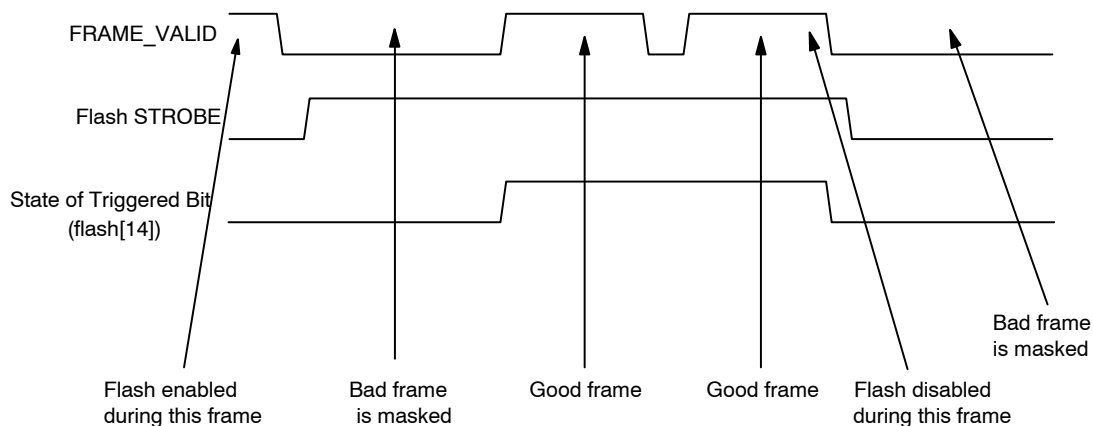 FRAME_VALID
Flash STROBE
State of Triggered Bit
(flash[14])
Bad frame
is masked
Flash enabled
during this frame
Bad frame
is masked
Good frame
Good frame
Flash disabled
during this frame